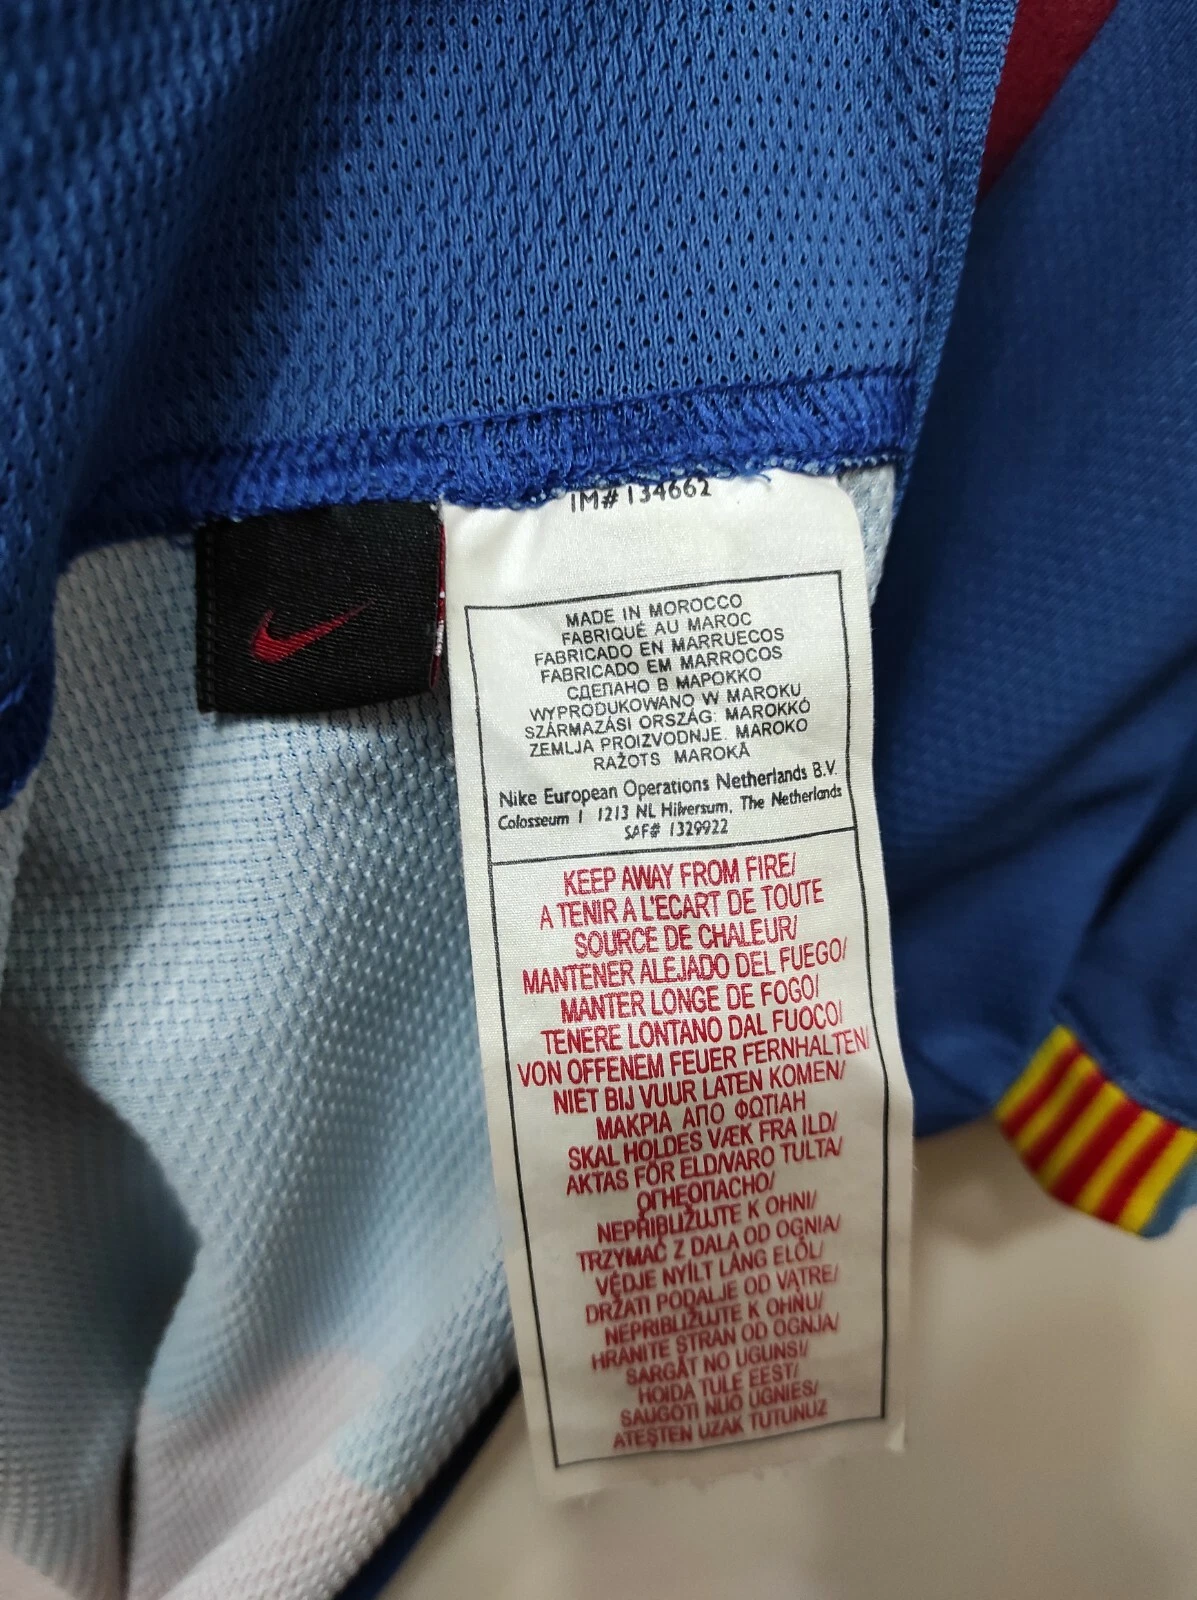 IM# 134662
MADE IN MOROCCO
FABRIQUÉ AU MAROC
FABRICADO EN MARRUECOS
FABRICADO EM MARROCOS
СДЕПАНО В МАРОККО
WYPRODUKOWANO W MAROKU
SZÁRMAZÁSI ORSZÁG: MAROKKÓ
ZEMLJA PROIZVODNJE. MAROKO
RAŽOTS MAROKĀ
Nike European Operations Netherlands B.V.
Colosseum 1 1213 NL Hilversum, The Netherlands
SAF# 1329922
KEEP AWAY FROM FIRE/
A TENIR A L'ECART DE TOUTE
SOURCE DE CHALEUR/
MANTENER ALEJADO DEL FUEGO/
MANTER LONGE DE FOGO/
TENERE LONTANO DAL FUOCO/
VON OFFENEM FEUER FERNHALTEN/
NIET BIJ VUUR LATEN KOMEN/
ΜΑΚΡΙΑ ΑΠΟ ΦΩΤΙΑΗ
SKAL HOLDES VÆK FRA ILD/
AKTAS FÖR ELD/VARO TULTA/
ОГНЕОПАСНО/
NEPŘIBLIŽUJTE K OHNI/
TRZYMAĆ Z DALA OD OGNIA/
VÉDJE NYÍLT LÁNG ELŐL/
DRŽATI PODALJE OD VATRE/
NEPRIBLIŽUJTE K OHŇU/
HRANITE STRAN OD OGNJA/
SARGĀT NO UGUNS/
HOIDA TULE EEST/
SAUGOTI NUO UGNIES/
ATEŞTEN UZAK TUTUNUZ